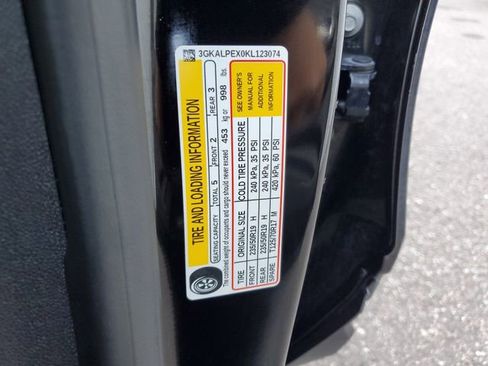 3GKALPEX0KL123074
TIRE AND LOADING INFORMATION
SEATING CAPACITY TOTAL 5 FRONT 2 REAR 3
The combined weight of occupants and cargo should never exceed 453 kg or 998 lbs.
TIRE ORIGINAL SIZE COLD TIRE PRESSURE
FRONT 235/50R19 H 240 kPa, 35 PSI
REAR 235/50R19 H 240 kPa, 35 PSI
SPARE T125/70R17 M 420 kPa, 60 PSI
SEE OWNER'S
MANUAL FOR
ADDITIONAL
INFORMATION